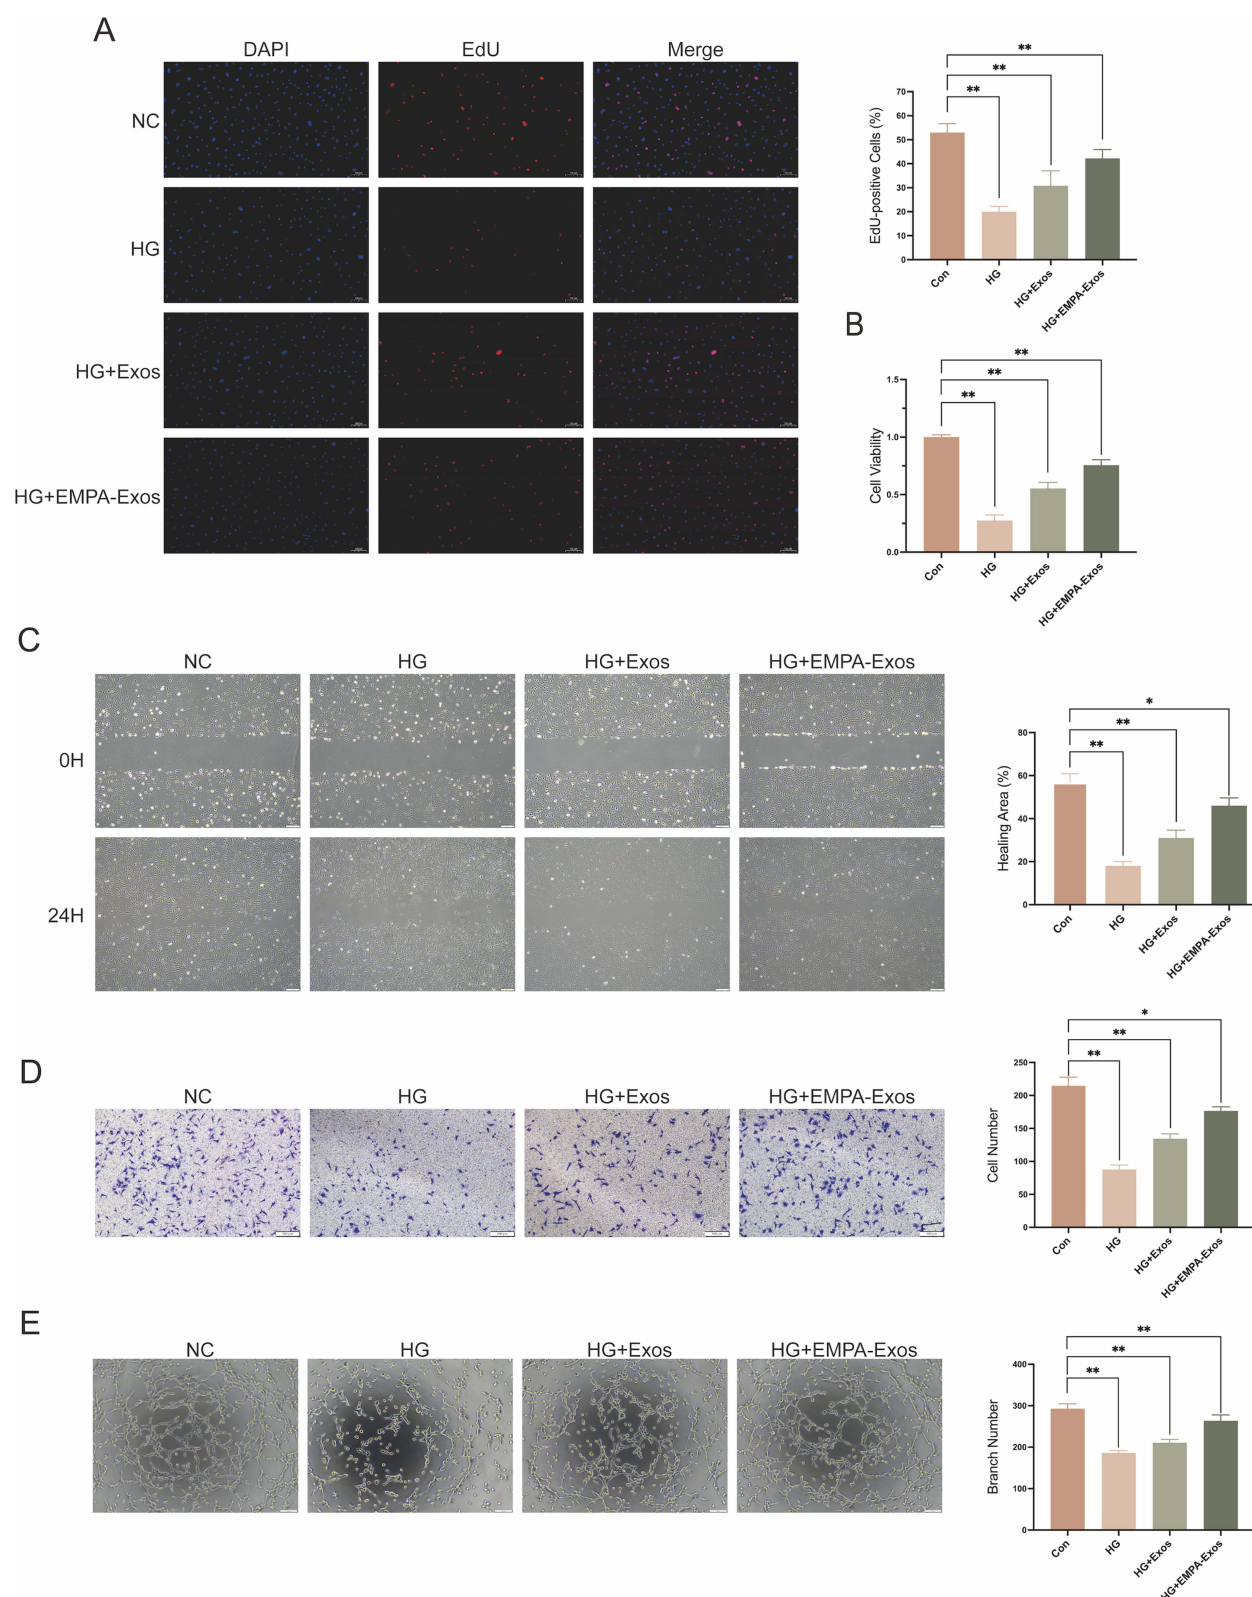 A
DAPI
EdU
Merge
NC
HG
HG+Exos
HG+EMPA-Exos
**
**
**
EdU-positive Cells (%)
70
60
50
40
30
20
10
0
Con
HG
HG+Exos
HG+EMPA-Exos
B
**
**
**
Cell Viability
1.5
1.0
0.5
0.0
Con
HG
HG+Exos
HG+EMPA-Exos
C
NC
HG
HG+Exos
HG+EMPA-Exos
0H
24H
*
**
**
Healing Area (%)
80
60
40
20
0
Con
HG
HG+Exos
HG+EMPA-Exos
D
NC
HG
HG+Exos
HG+EMPA-Exos
*
**
**
Cell Number
250
200
150
100
50
0
Con
HG
HG+Exos
HG+EMPA-Exos
E
NC
HG
HG+Exos
HG+EMPA-Exos
**
**
**
Branch Number
400
300
200
100
0
Con
HG
HG+Exos
HG+EMPA-Exos